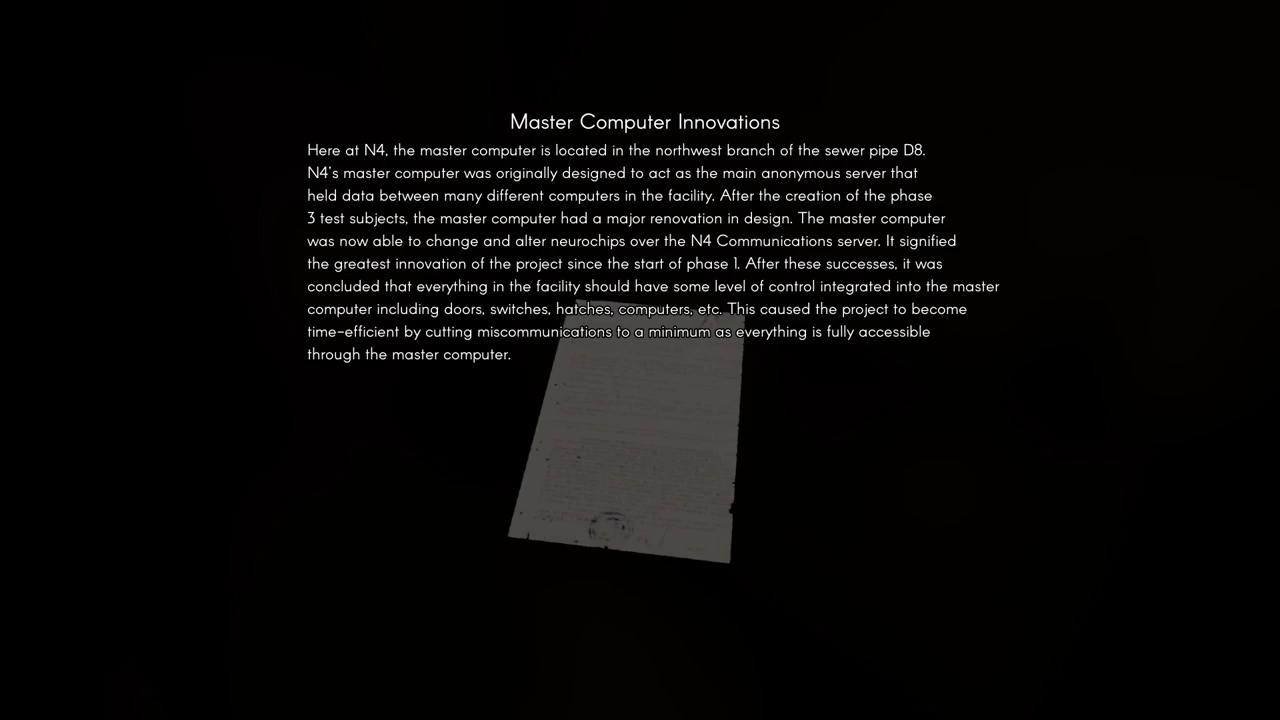 Master Computer Innovations
Here at N4, the master computer is located in the northwest branch of the sewer pipe D8.
N4's master computer was originally designed to act as the main anonymous server that
held data between many different computers in the facility. After the creation of the phase
3 test subjects, the master computer had a major renovation in design. The master computer
was now able to change and alter neurochips over the N4 Communications server. It signified
the greatest innovation of the project since the start of phase 1. After these successes, it was
concluded that everything in the facility should have some level of control integrated into the master
computer including doors, switches, hatches, computers, etc. This caused the project to become
time-efficient by cutting miscommunications to a minimum as everything is fully accessible
through the master computer.